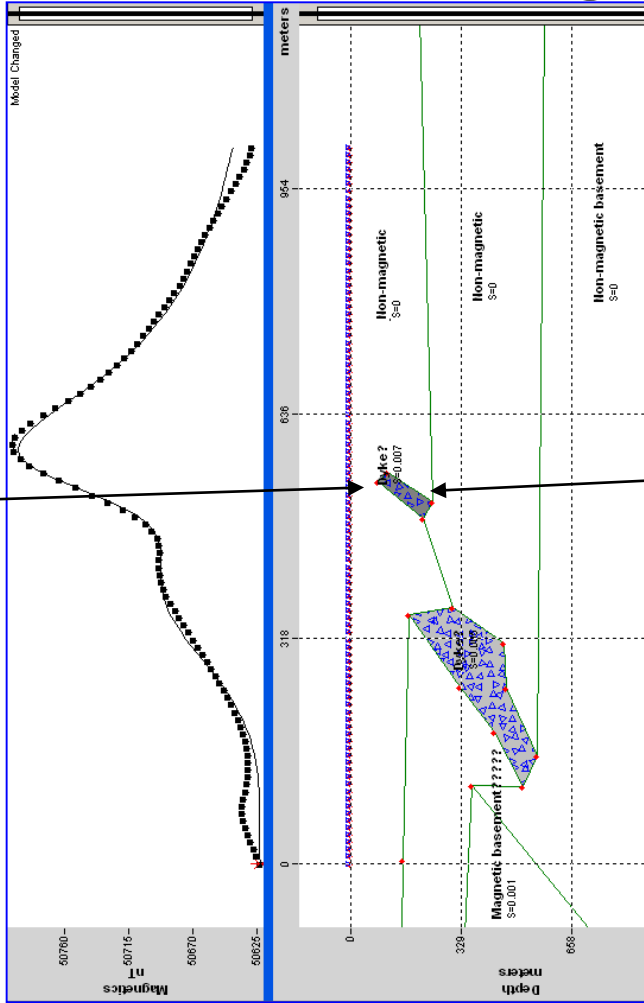 Model Changed
50760
50715
50670
50625
Magnetics
nT
meters
0
318
636
954
0
329
658
Depth
meters
Non-magnetic
S=0
Non-magnetic
S=0
Non-magnetic basement
S=0
Dyke?
S=0.007
Dyke?
Magnetic basement?????
S=0.001